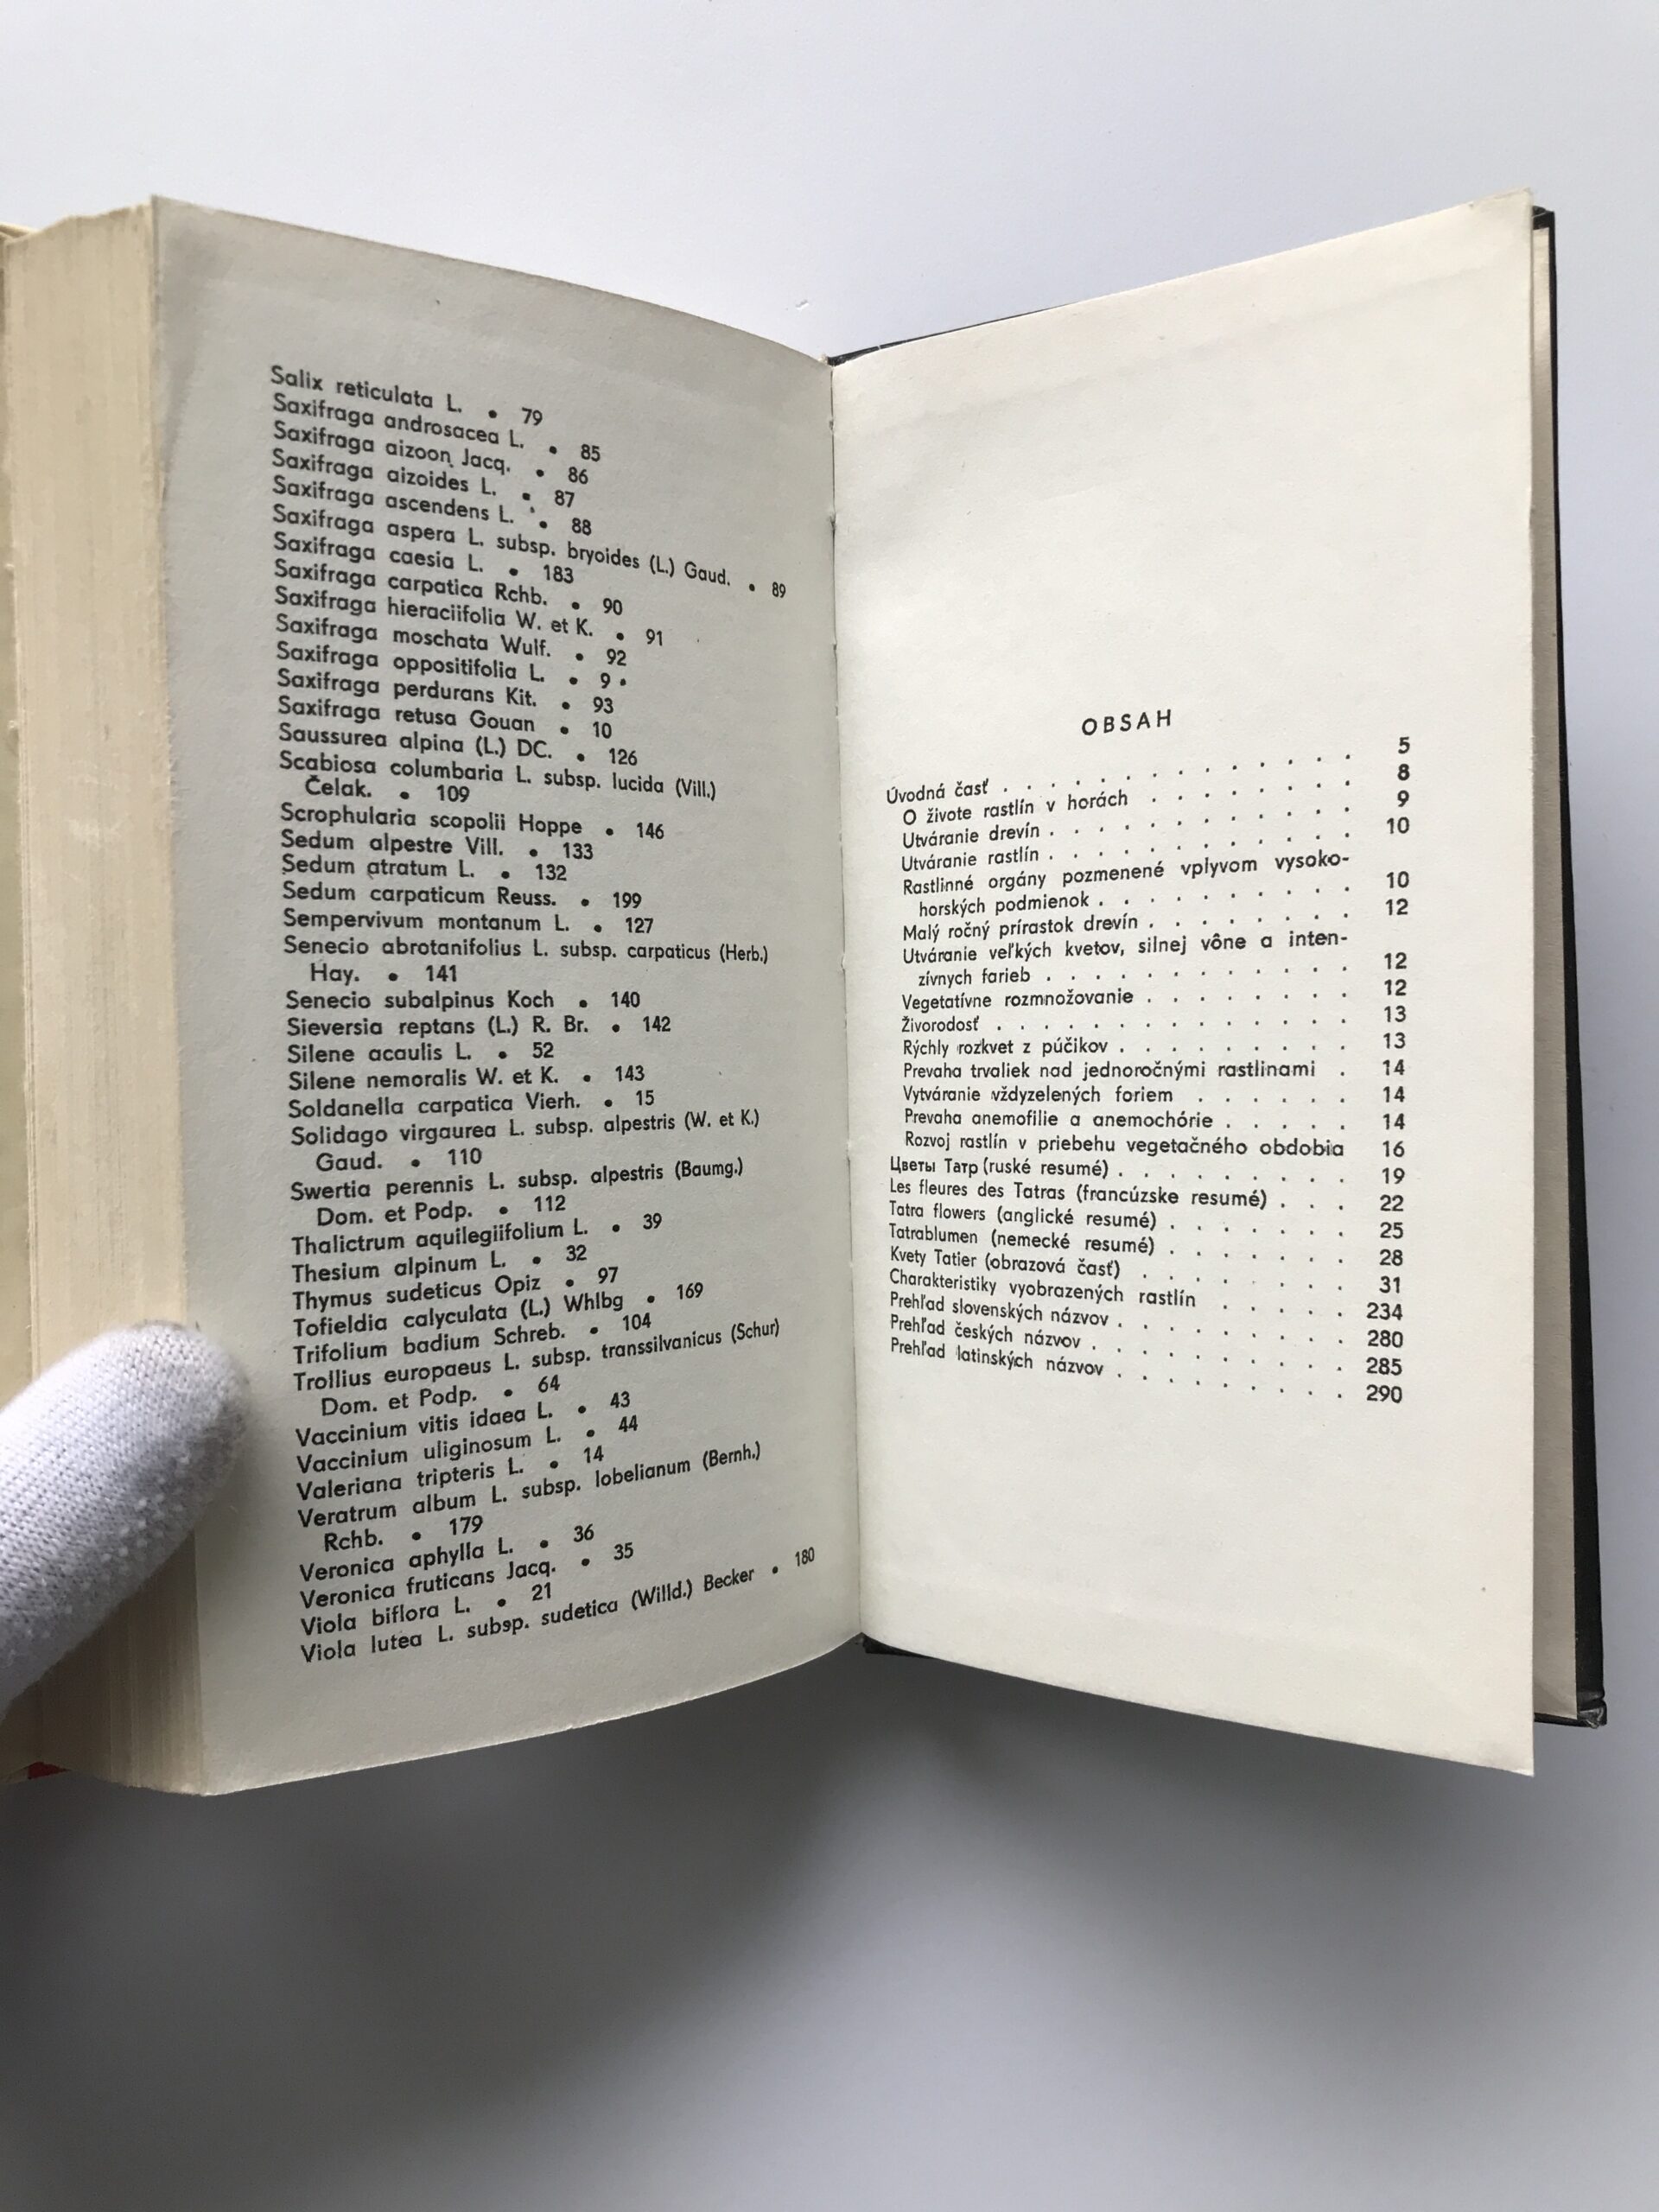 Salix reticulata L. • 79
Saxifraga androsacea L. • 85
Saxifraga aizoon Jacq. • 86
Saxifraga aizoides L. • 87
Saxifraga ascendens L. • 88
Saxifraga aspera L. subsp. bryoides (L.) Gaud. • 89
Saxifraga caesia L. • 183
Saxifraga carpatica Rchb. • 90
Saxifraga hieraciifolia W. et K. • 91
Saxifraga moschata Wulf. • 92
Saxifraga oppositifolia L. • 9
Saxifraga perdurans Kit. • 93
Saxifraga retusa Gouan • 10
Saussurea alpina (L.) DC. • 126
Scabiosa columbaria L. subsp. lucida (Vill.)
Čelak. • 109
Scrophularia scopolii Hoppe • 146
Sedum alpestre Vill. • 133
Sedum atratum L. • 132
Sedum carpaticum Reuss. • 199
Sempervivum montanum L. • 127
Senecio abrotanifolius L. subsp. carpaticus (Herb.)
Hay. • 141
Senecio subalpinus Koch • 140
Sieversia reptans (L.) R. Br. • 142
Silene acaulis L. • 52
Silene nemoralis W. et K. • 143
Soldanella carpatica Vierh. • 15
Solidago virgaurea L. subsp. alpestris (W. et K.)
Gaud. • 110
Swertia perennis L. subsp. alpestris (Baumg.)
Dom. et Podp. • 112
Thalictrum aquilegiifolium L. • 39
Thesium alpinum L. • 32
Thymus sudeticus Opiz • 97
Tofieldia calyculata (L.) Whlbg • 169
Trifolium badium Schreb. • 104
Trollius europaeus L. subsp. transsilvanicus (Schur)
Dom. et Podp. • 64
Vaccinium vitis idaea L. • 43
Vaccinium uliginosum L. • 44
Valeriana tripteris L. • 14
Veratrum album L. subsp. lobelianum (Bernh.)
Rchb. • 179
Veronica aphylla L. • 36
Veronica fruticans Jacq. • 35
Viola biflora L. • 21
Viola lutea L. subsp. sudetica (Willd.) Becker • 180
OBSAH
Úvodná časť . . . . . . . . . . . . . 5
O živote rastlín v horách . . . . . . . . 8
Utváranie drevín . . . . . . . . . . . 9
Utváranie rastlín . . . . . . . . . . . 10
Rastlinné orgány pozmenené vplyvom vysoko-
horských podmienok . . . . . . . . . . 10
Malý ročný prírastok drevín . . . . . . . . 12
Utváranie veľkých kvetov, silnej vône a inten-
zívnych farieb . . . . . . . . . . . 12
Vegetatívne rozmnožovanie . . . . . . . . 12
Živorodosť . . . . . . . . . . . . . 13
Rýchly rozkvet z púčikov . . . . . . . . . 13
Prevaha trvaliek nad jednoročnými rastlinami . 14
Vytváranie vždyzelených foriem . . . . . . 14
Prevaha anemofilie a anemochórie . . . . . 14
Rozvoj rastlín v priebehu vegetačného obdobia 16
Цветы Татр (ruské resumé) . . . . . . . . . 19
Les fleures des Tatras (francúzske resumé) . . . 22
Tatra flowers (anglické resumé) . . . . . . . 25
Tatrablumen (nemecké resumé) . . . . . . . 28
Kvety Tatier (obrazová časť) . . . . . . . . 31
Charakteristiky vyobrazených rastlín . . . . . 234
Prehľad slovenských názvov . . . . . . . . . 280
Prehľad českých názvov . . . . . . . . . . 285
Prehľad latinských názvov . . . . . . . . . 290